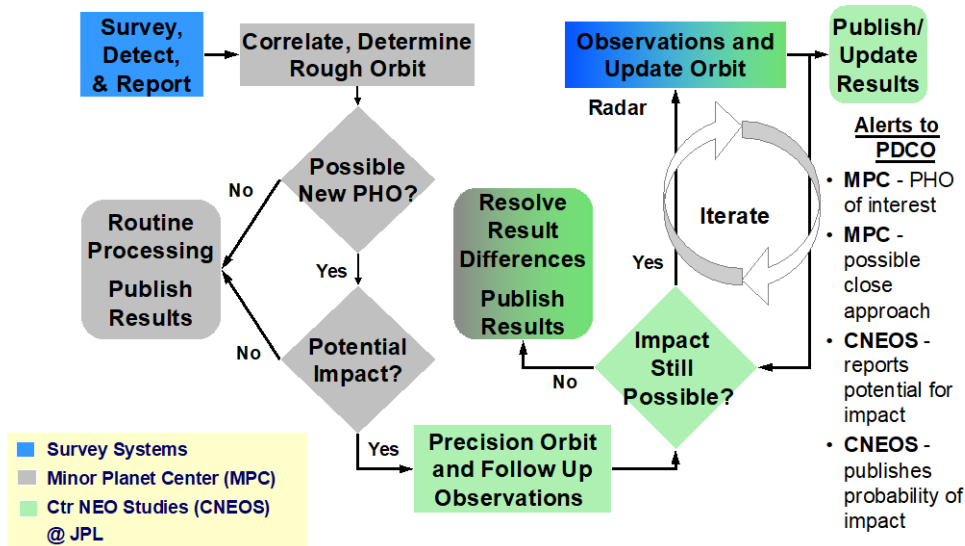 Survey,
Detect,
& Report
Correlate, Determine
Rough Orbit
Possible
New PHO?
No
Routine
Processing
Publish
Results
Yes
No
Potential
Impact?
Yes
Precision Orbit
and Follow Up
Observations
Impact
Still
Possible?
No
Resolve
Result
Differences
Publish
Results
Yes
Radar
Observations and
Update Orbit
Iterate
Publish/
Update
Results
Alerts to
PDCO
• MPC - PHO
of interest
• MPC -
possible
close
approach
• CNEOS -
reports
potential for
impact
• CNEOS -
publishes
probability of
impact
Survey Systems
Minor Planet Center (MPC)
Ctr NEO Studies (CNEOS)
@ JPL